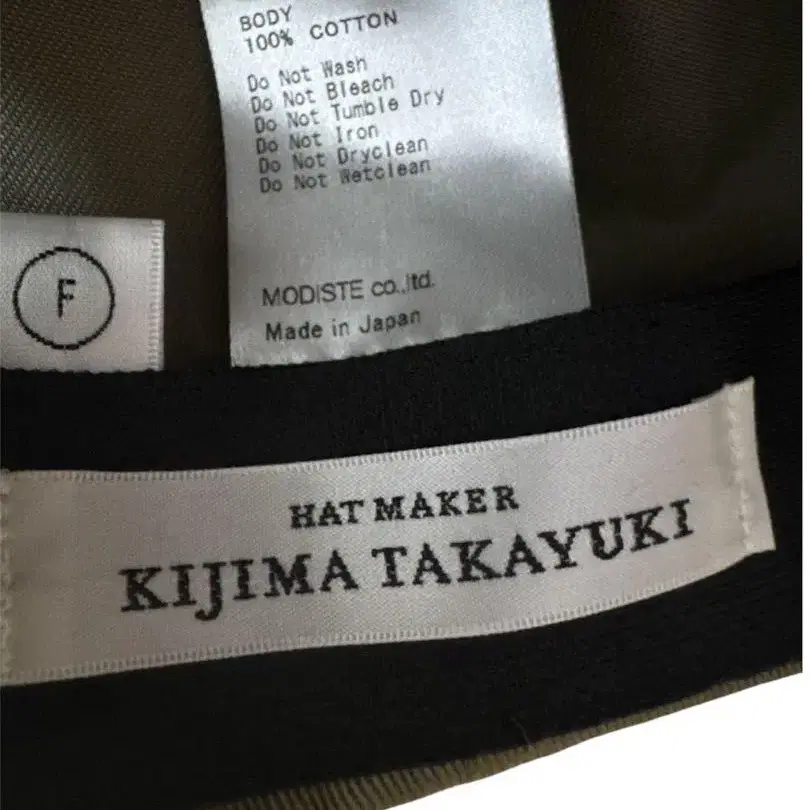 BODY
100% COTTON
Do Not Wash
Do Not Bleach
Do Not Tumble Dry
Do Not Iron
Do Not Dryclean
Do Not Wetclean
MODISTE co.,ltd.
Made in Japan
F
HAT MAKER
KIJIMA TAKAYUKI